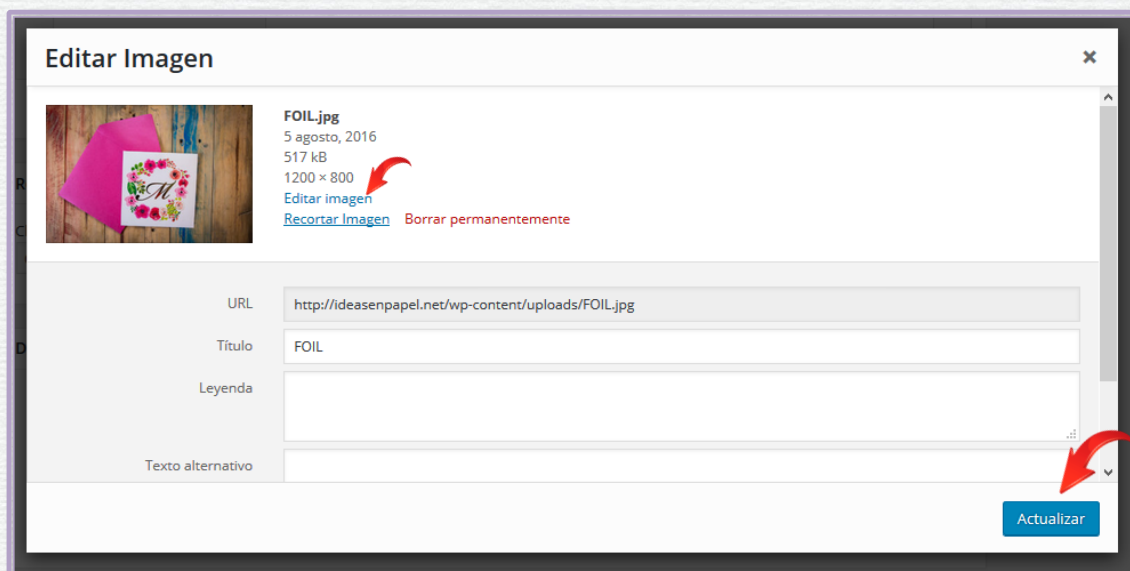 Editar Imagen
FOIL.jpg
5 agosto, 2016
517 kB
1200 × 800
Editar imagen
Recortar Imagen Borrar permanentemente
M
URL http://ideasenpapel.net/wp-content/uploads/FOIL.jpg
Título FOIL
Leyenda
Texto alternativo
Actualizar